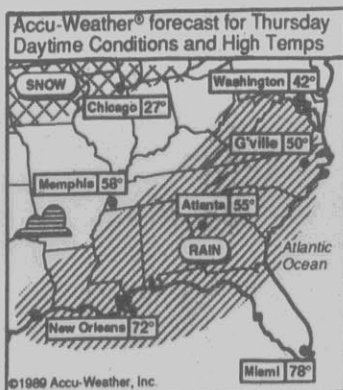 Accu-Weather® forecast for Thursday
Daytime Conditions and High Temps
SNOW
Washington 42°
Chicago 27°
G'ville 50°
Memphis 58°
Atlanta 55°
RAIN
Atlantic
Ocean
New Orleans 72°
Miami 78°
©1989 Accu-Weather, Inc.